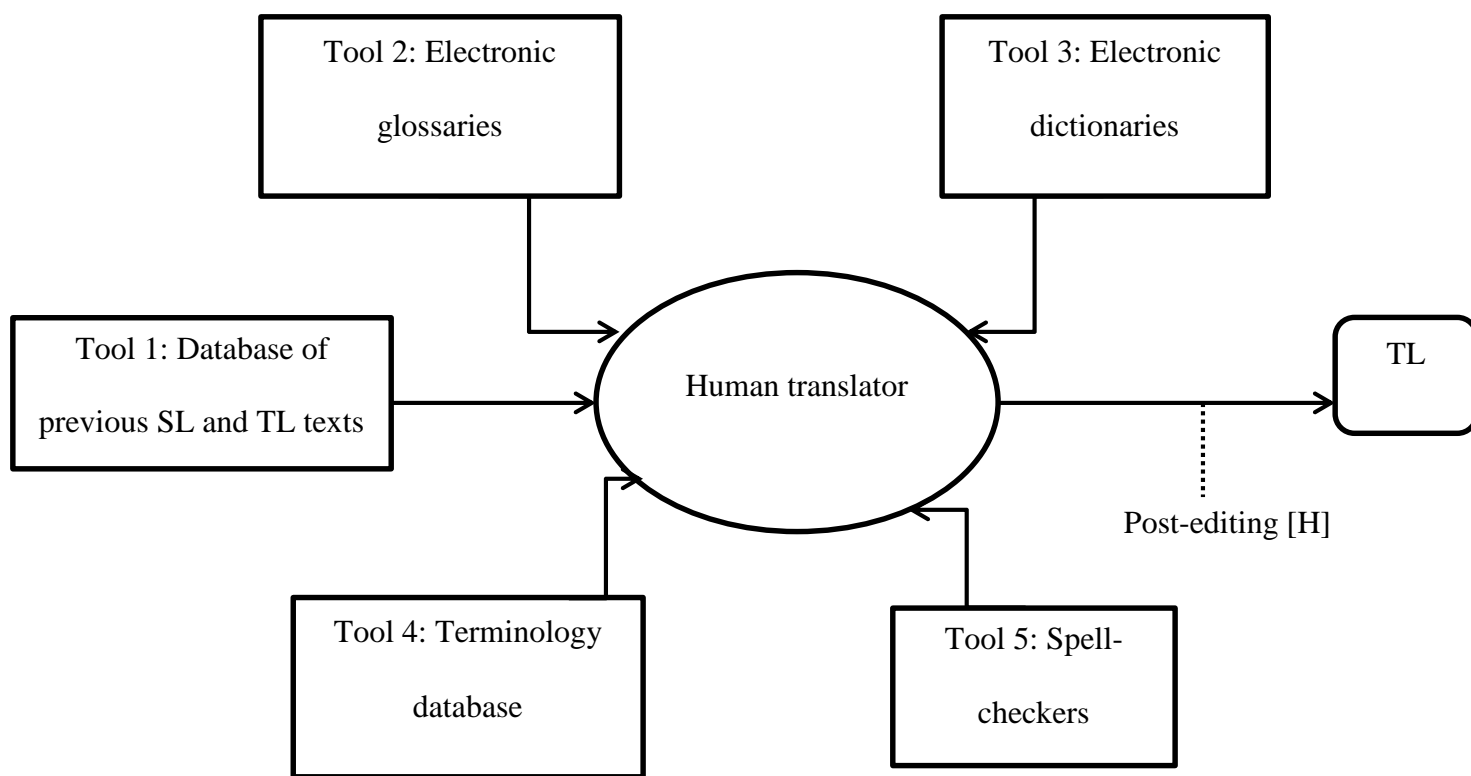 Tool 2: Electronic
glossaries
Tool 3: Electronic
dictionaries
Tool 1: Database of
previous SL and TL texts
Human translator
TL
Post-editing [H]
Tool 4: Terminology
database
Tool 5: Spell-
checkers